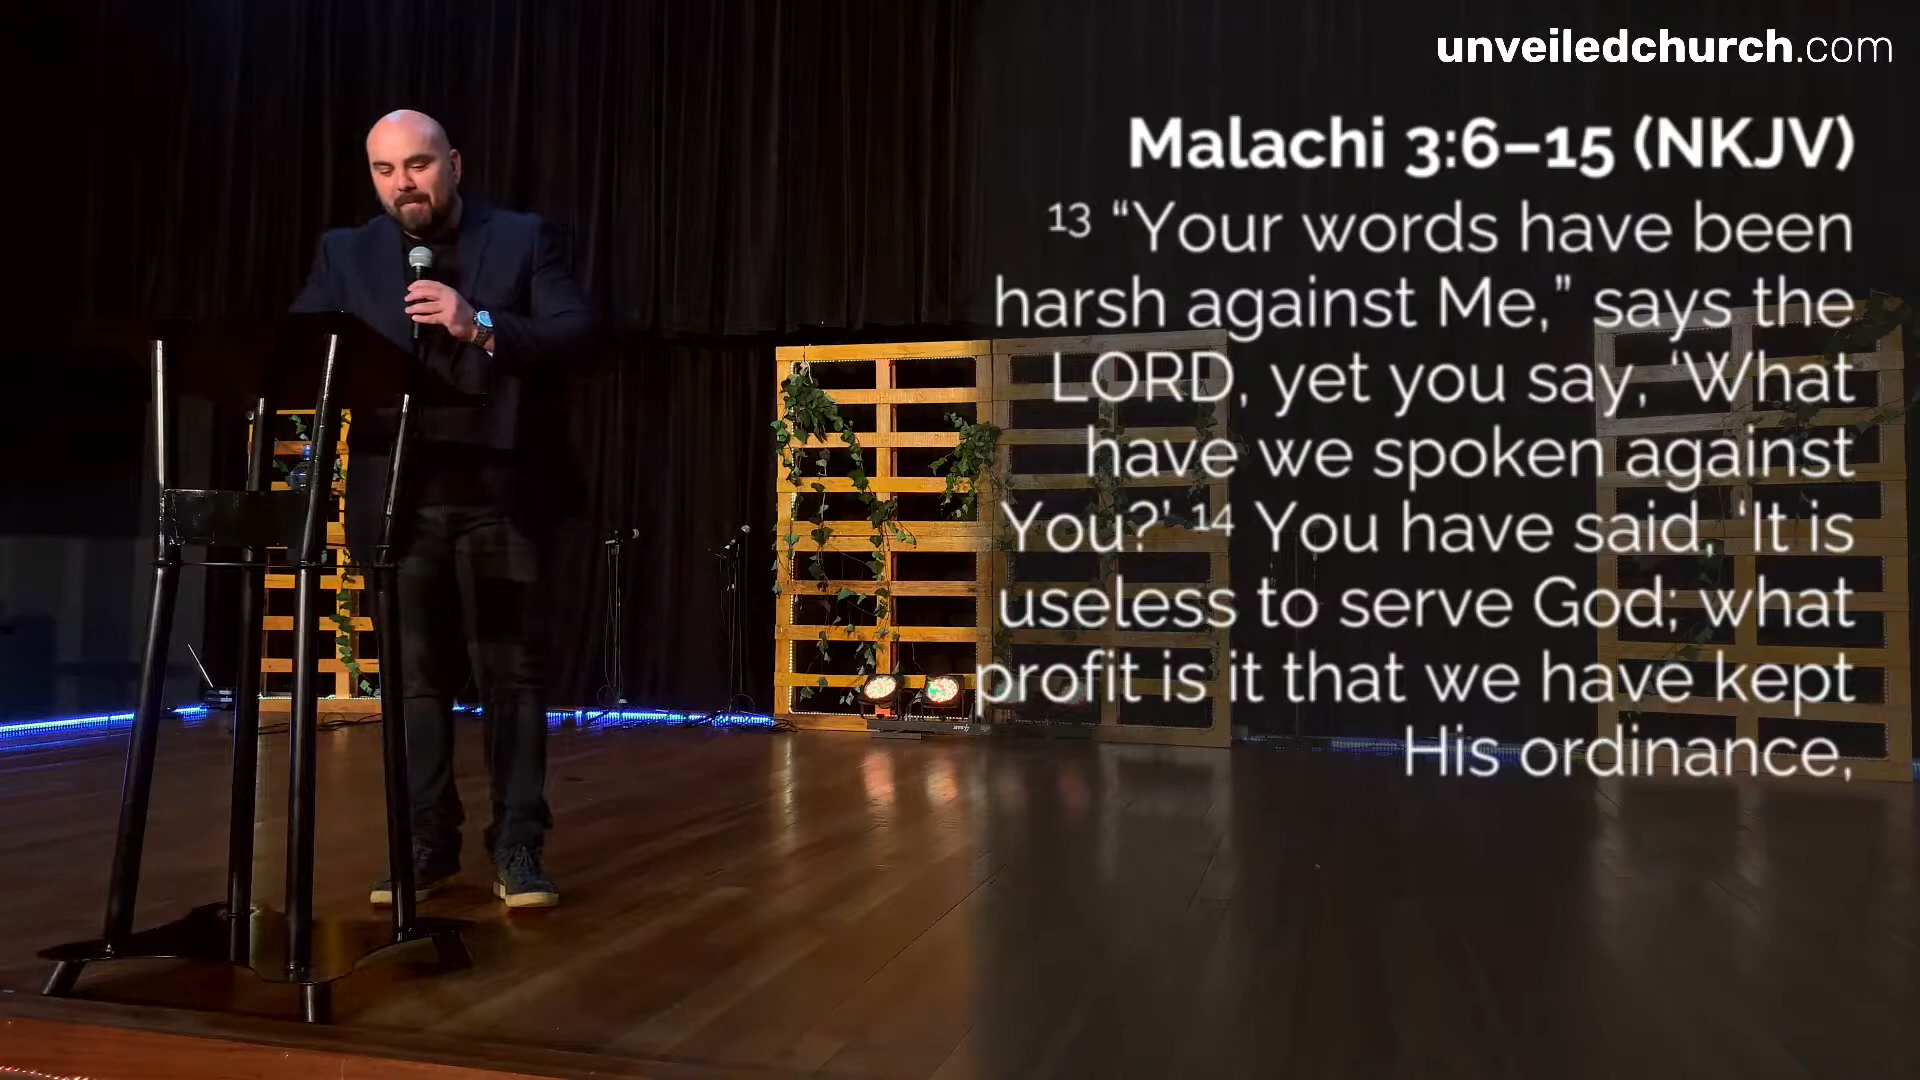 unveiledchurch.com
Malachi 3:6–15 (NKJV)
¹³ “Your words have been
harsh against Me,” says the
LORD, yet you say, ‘What
have we spoken against
You?’ ¹⁴ You have said, ‘It is
useless to serve God; what
profit is it that we have kept
His ordinance,